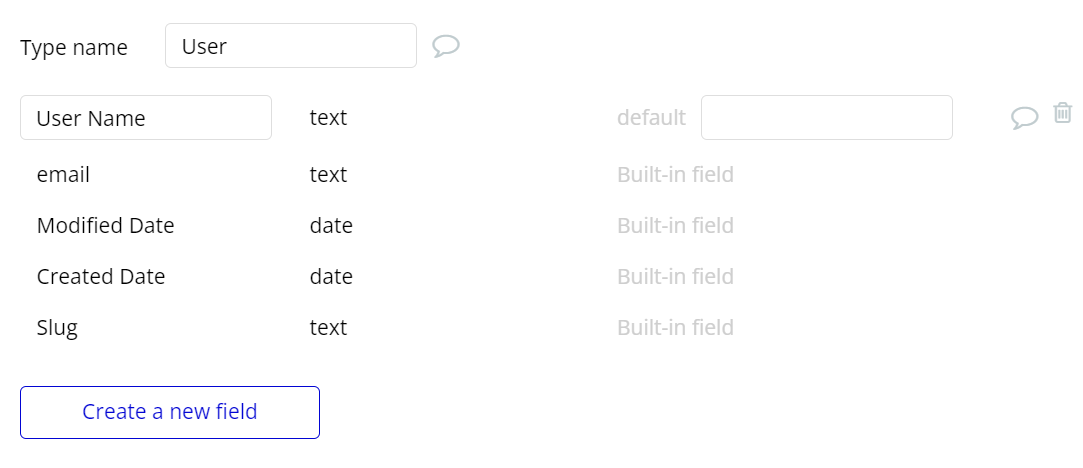 Type name User
User Name text default
email text Built-in field
Modified Date date Built-in field
Created Date date Built-in field
Slug text Built-in field
Create a new field